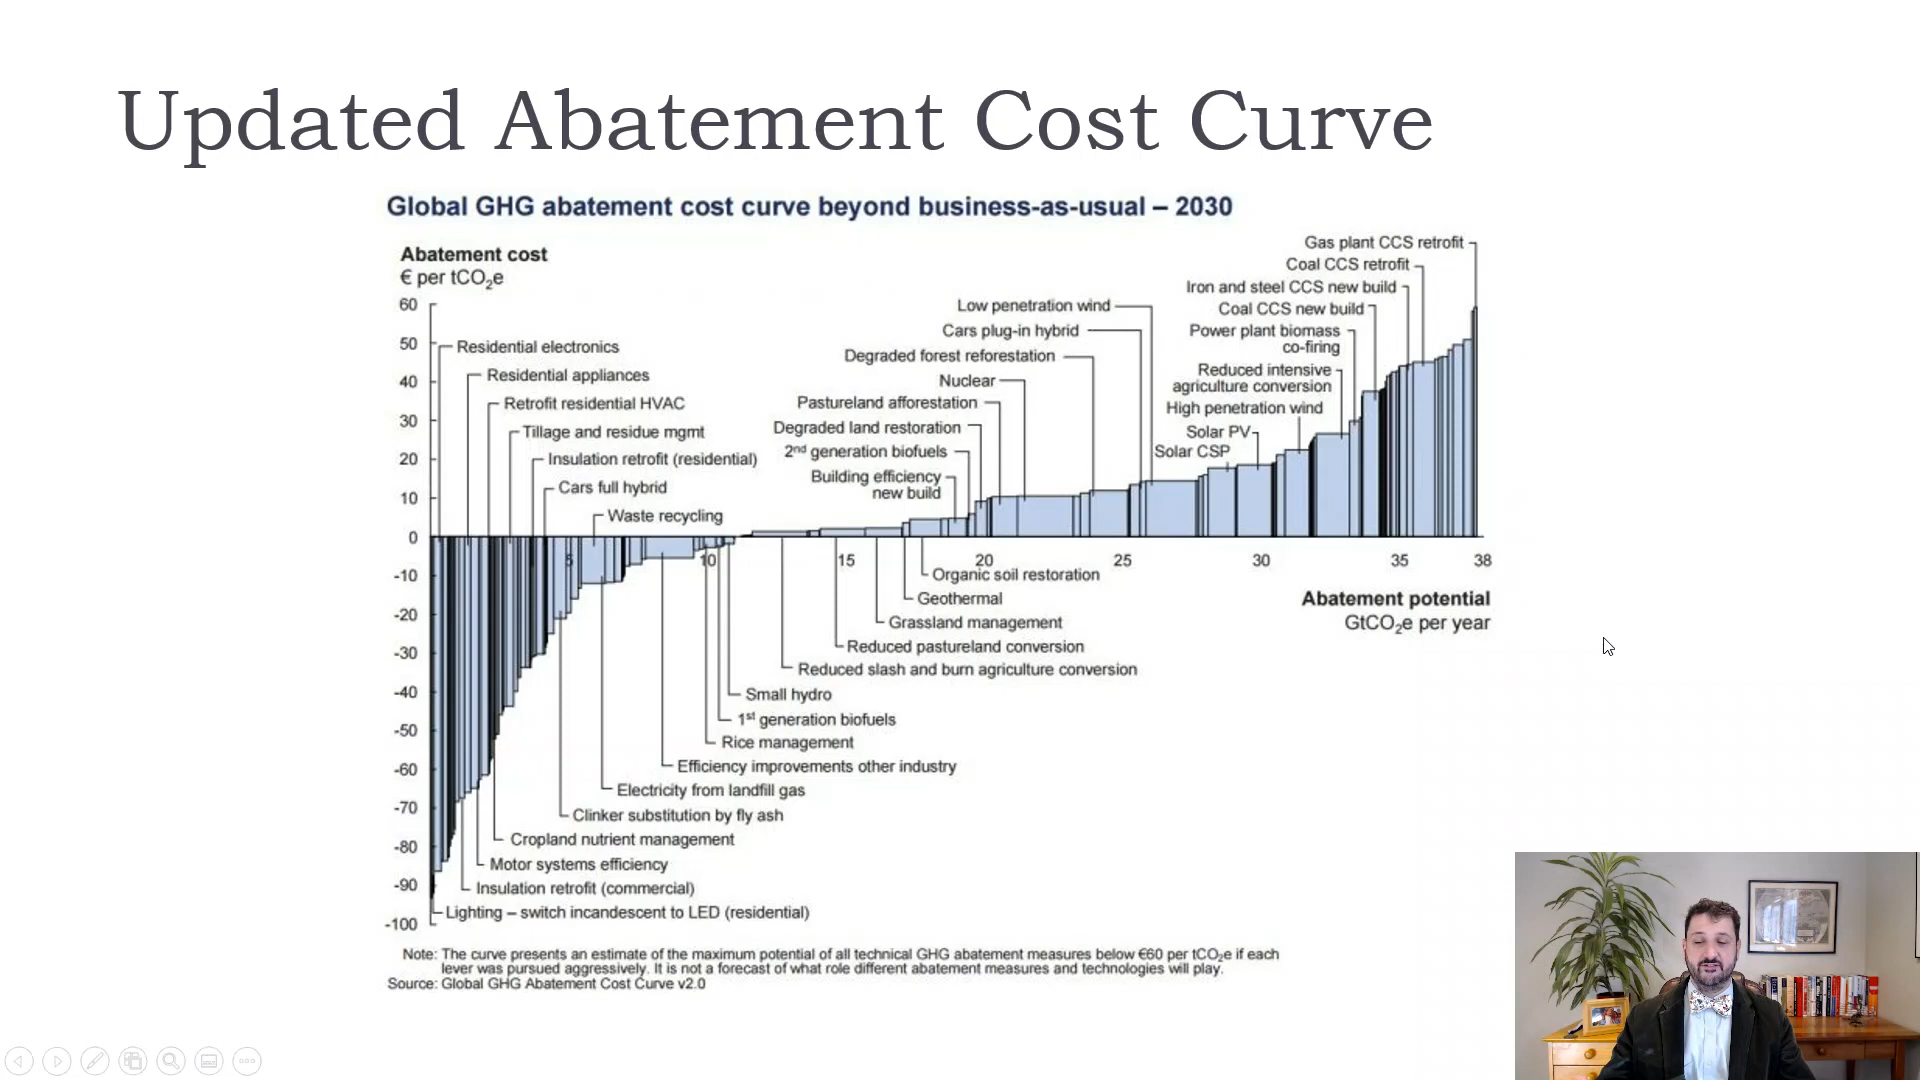 Updated Abatement Cost Curve
Global GHG abatement cost curve beyond business-as-usual – 2030
Abatement cost
€ per tCO₂e
60
50
40
30
20
10
0
-10
-20
-30
-40
-50
-60
-70
-80
-90
-100
Residential electronics
Residential appliances
Retrofit residential HVAC
Tillage and residue mgmt
Insulation retrofit (residential)
Cars full hybrid
Waste recycling
Low penetration wind
Cars plug-in hybrid
Degraded forest reforestation
Nuclear
Pastureland afforestation
Degraded land restoration
2nd generation biofuels
Building efficiency
new build
Gas plant CCS retrofit
Coal CCS retrofit
Iron and steel CCS new build
Coal CCS new build
Power plant biomass
co-firing
Reduced intensive
agriculture conversion
High penetration wind
Solar PV
Solar CSP
5
10
15
20
25
30
35
38
Abatement potential
GtCO₂e per year
Organic soil restoration
Geothermal
Grassland management
Reduced pastureland conversion
Reduced slash and burn agriculture conversion
Small hydro
1st generation biofuels
Rice management
Efficiency improvements other industry
Electricity from landfill gas
Clinker substitution by fly ash
Cropland nutrient management
Motor systems efficiency
Insulation retrofit (commercial)
Lighting – switch incandescent to LED (residential)
Note: The curve presents an estimate of the maximum potential of all technical GHG abatement measures below €60 per tCO₂e if each
lever was pursued aggressively. It is not a forecast of what role different abatement measures and technologies will play.
Source: Global GHG Abatement Cost Curve v2.0